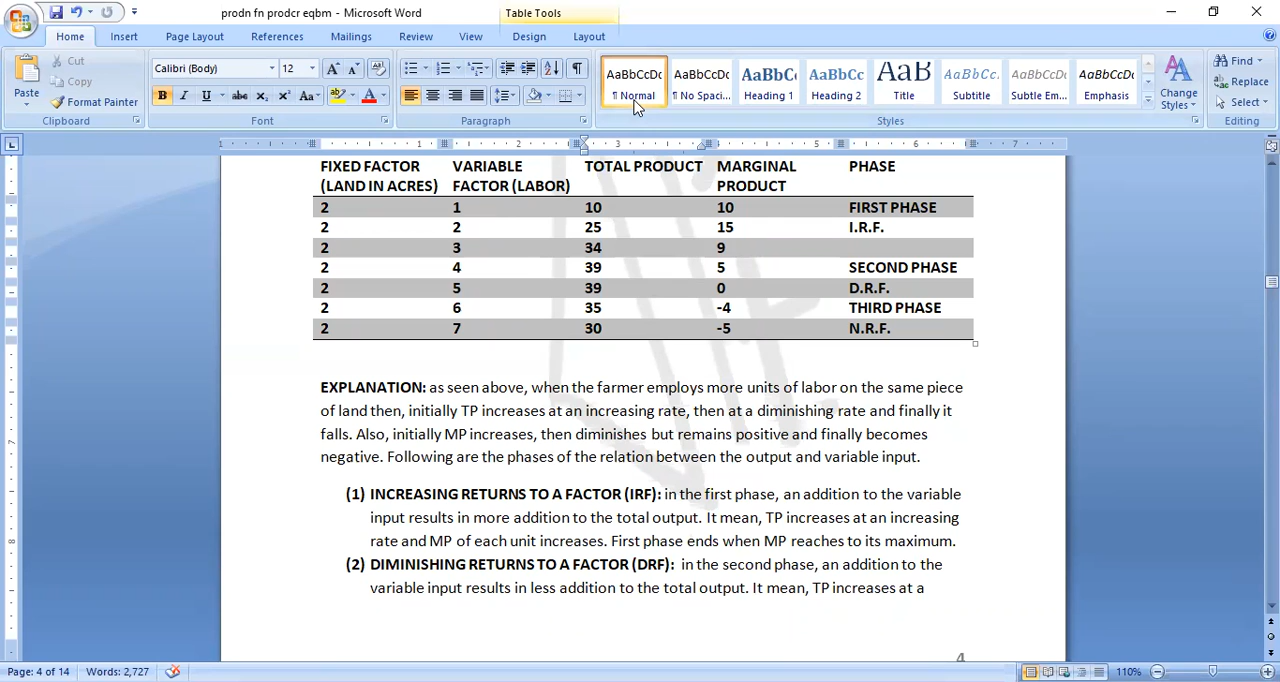 prodn fn prodcr eqbm - Microsoft Word
Table Tools
Home Insert Page Layout References Mailings Review View Design Layout
Paste
Cut
Copy
Format Painter
Clipboard
Calibri (Body) 12
Font
Paragraph
AaBbCcDc AaBbCcDc AaBbCc AaBbCc AaB AaBbCc. AaBbCcDc AaBbCcDc
¶ Normal ¶ No Spaci... Heading 1 Heading 2 Title Subtitle Subtle Em... Emphasis
Change Styles
Styles
Find
Replace
Select
Editing
1 1 2 3 4 5 6 7
FIXED FACTOR (LAND IN ACRES) VARIABLE FACTOR (LABOR) TOTAL PRODUCT MARGINAL PRODUCT PHASE
2 1 10 10 FIRST PHASE
2 2 25 15 I.R.F.
2 3 34 9
2 4 39 5 SECOND PHASE
2 5 39 0 D.R.F.
2 6 35 -4 THIRD PHASE
2 7 30 -5 N.R.F.
EXPLANATION: as seen above, when the farmer employs more units of labor on the same piece
of land then, initially TP increases at an increasing rate, then at a diminishing rate and finally it
falls. Also, initially MP increases, then diminishes but remains positive and finally becomes
negative. Following are the phases of the relation between the output and variable input.
(1) INCREASING RETURNS TO A FACTOR (IRF): in the first phase, an addition to the variable
input results in more addition to the total output. It mean, TP increases at an increasing
rate and MP of each unit increases. First phase ends when MP reaches to its maximum.
(2) DIMINISHING RETURNS TO A FACTOR (DRF): in the second phase, an addition to the
variable input results in less addition to the total output. It mean, TP increases at a
4
Page: 4 of 14 Words: 2,727 110%